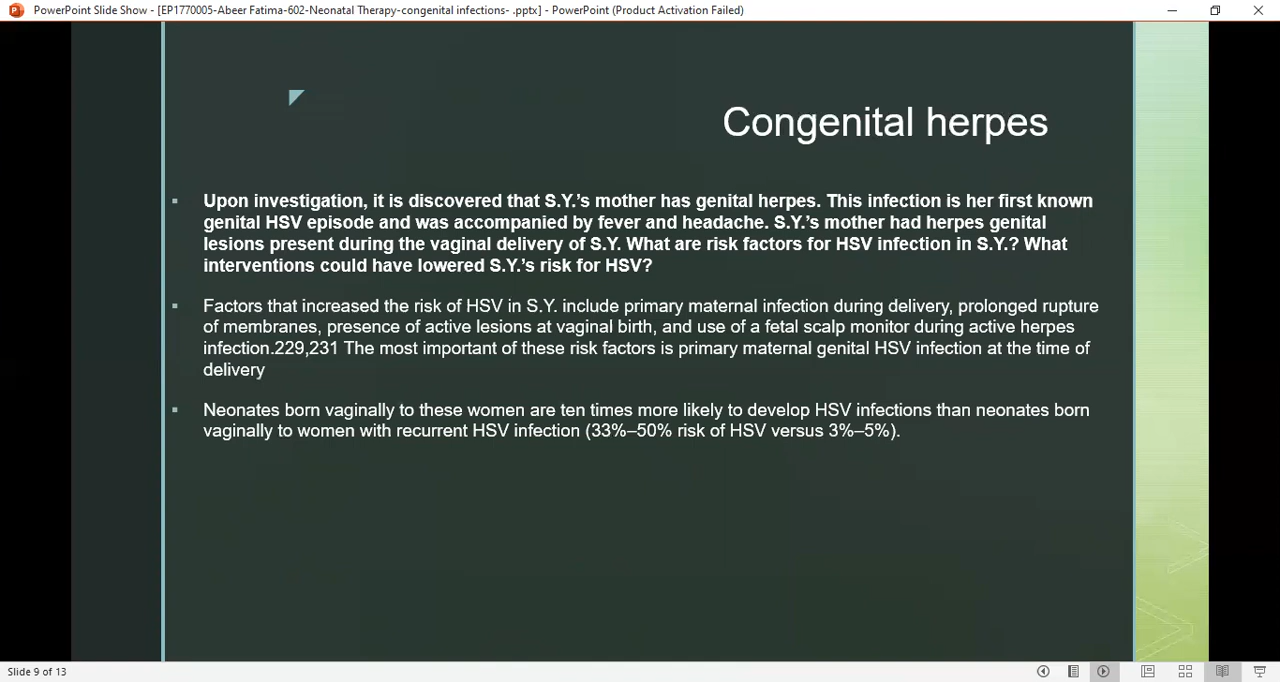 PowerPoint Slide Show - [EP1770005-Abeer Fatima-602-Neonatal Therapy-congenital infections- .pptx] - PowerPoint (Product Activation Failed)
Congenital herpes
▪ Upon investigation, it is discovered that S.Y.’s mother has genital herpes. This infection is her first known
genital HSV episode and was accompanied by fever and headache. S.Y.’s mother had herpes genital
lesions present during the vaginal delivery of S.Y. What are risk factors for HSV infection in S.Y.? What
interventions could have lowered S.Y.’s risk for HSV?
▪ Factors that increased the risk of HSV in S.Y. include primary maternal infection during delivery, prolonged rupture
of membranes, presence of active lesions at vaginal birth, and use of a fetal scalp monitor during active herpes
infection.229,231 The most important of these risk factors is primary maternal genital HSV infection at the time of
delivery
▪ Neonates born vaginally to these women are ten times more likely to develop HSV infections than neonates born
vaginally to women with recurrent HSV infection (33%–50% risk of HSV versus 3%–5%).
Slide 9 of 13